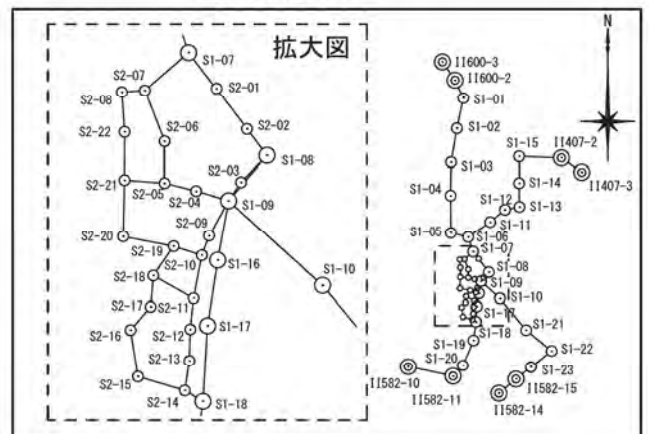 拡大図
S1-07
S2-07
S2-01
S2-08
S2-22
S2-06
S2-02
S1-08
S2-03
S2-21
S2-05
S2-04
S1-09
S2-09
S2-20
S2-19
S2-10
S1-16
S2-18
S1-10
S2-17
S2-11
S2-16
S2-12
S1-17
S2-13
S2-15
S2-14
S1-18
N
II600-3
II600-2
S1-01
S1-02
S1-15
II407-2
S1-03
S1-14
II407-3
S1-04
S1-12
S1-13
S1-11
S1-05
S1-06
S1-07
S1-08
S1-09
S1-10
S1-17
S1-18
S1-21
S1-19
S1-22
S1-20
S1-23
II582-10
II582-15
II582-11
II582-14